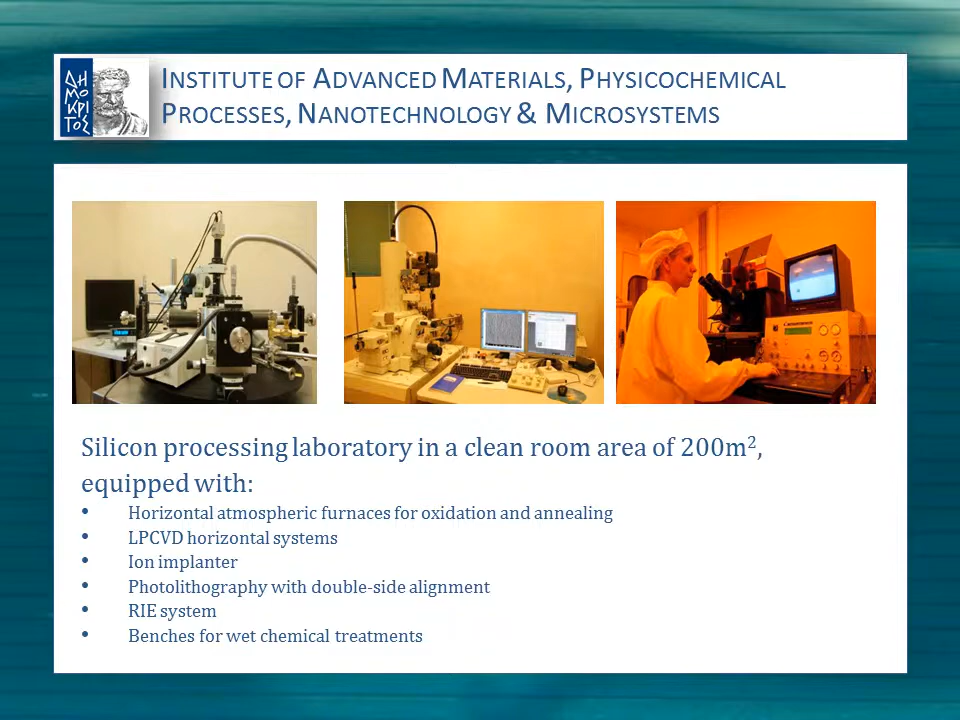 ΔΗ
ΜΟ
ΚΡΙ
ΤΟΣ
INSTITUTE OF ADVANCED MATERIALS, PHYSICOCHEMICAL
PROCESSES, NANOTECHNOLOGY & MICROSYSTEMS
Silicon processing laboratory in a clean room area of 200m²,
equipped with:
• Horizontal atmospheric furnaces for oxidation and annealing
• LPCVD horizontal systems
• Ion implanter
• Photolithography with double-side alignment
• RIE system
• Benches for wet chemical treatments